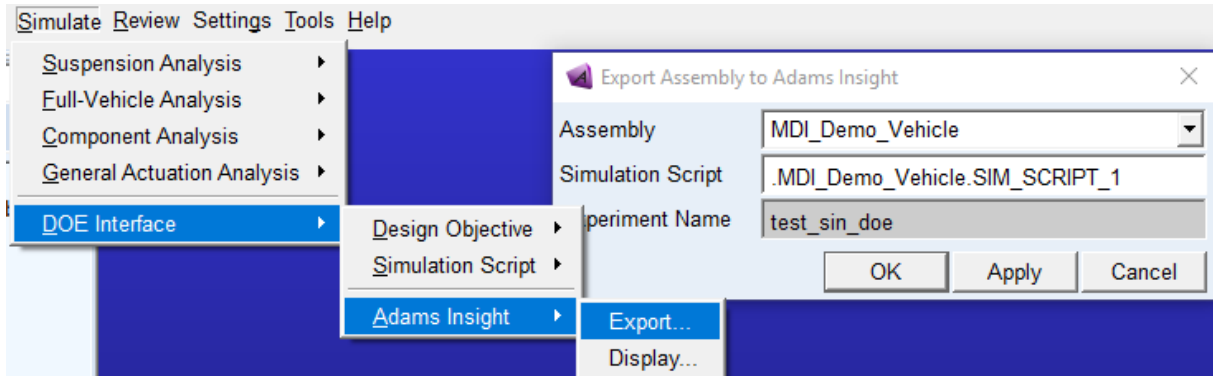 Simulate Review Settings Tools Help
Suspension Analysis
Full-Vehicle Analysis
Component Analysis
General Actuation Analysis
DOE Interface
Design Objective
Simulation Script
Adams Insight
Export...
Display...
Export Assembly to Adams Insight
Assembly
MDI_Demo_Vehicle
Simulation Script
.MDI_Demo_Vehicle.SIM_SCRIPT_1
periment Name
test_sin_doe
OK Apply Cancel